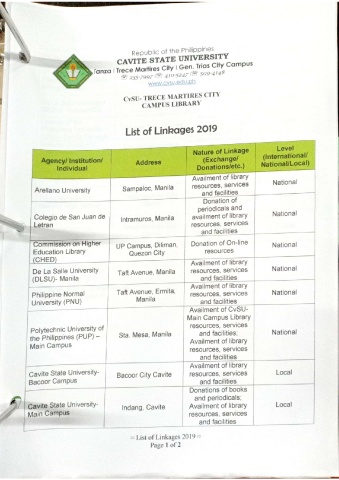 Republic of the Philippines
CAVITE STATE UNIVERSITY
Tanza | Trece Martires City | Gen. Trias City Campus
www.cvsu.edu.ph
CvSU- TRECE MARTIRES CITY
CAMPUS LIBRARY
List of Linkages 2019
Agency/ Institution/ Individual
Address
Nature of Linkage (Exchange/ Donations/etc.)
Level (International/ National/Local)
Arellano University
Sampaloc, Manila
Availment of library resources, services and facilities
National
Colegio de San Juan de Letran
Intramuros, Manila
Donation of periodicals and availment of library resources, services and facilities
National
Commission on Higher Education Library (CHED)
UP Campus, Diliman, Quezon City
Donation of On-line resources
National
De La Salle University (DLSU)- Manila
Taft Avenue, Manila
Availment of library resources, services and facilities
National
Philippine Normal University (PNU)
Taft Avenue, Ermita, Manila
Availment of library resources, services and facilities
National
Polytechnic University of the Philippines (PUP) – Main Campus
Sta. Mesa, Manila
Availment of CvSU- Main Campus Library resources, services and facilities; Availment of library resources, services and facilities
National
Cavite State University- Bacoor Campus
Bacoor City Cavite
Availment of library resources, services and facilities
Local
Cavite State University- Main Campus
Indang, Cavite
Donations of books and periodicals; Availment of library resources, services and facilities
Local
= List of Linkages 2019 =
Page 1 of 2